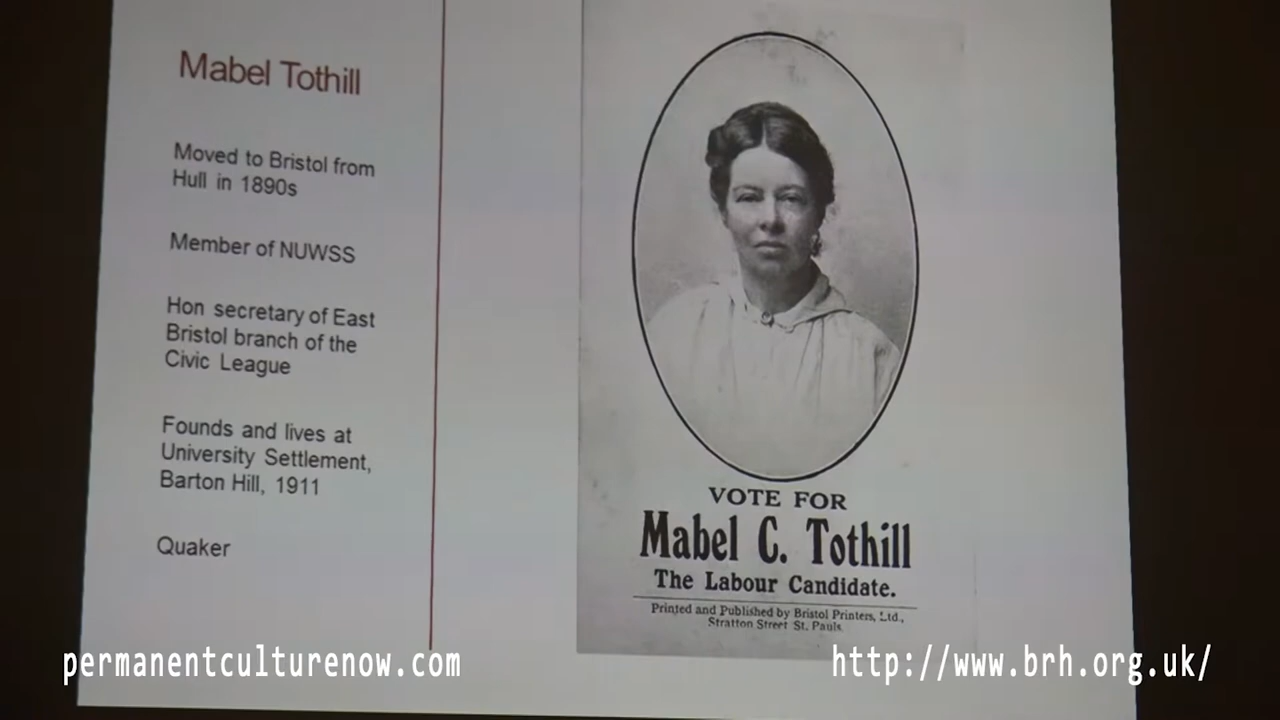 Mabel Tothill
Moved to Bristol from
Hull in 1890s
Member of NUWSS
Hon secretary of East
Bristol branch of the
Civic League
Founds and lives at
University Settlement,
Barton Hill, 1911
Quaker
VOTE FOR
Mabel C. Tothill
The Labour Candidate.
Printed and Published by Bristol Printers, Ltd.,
Stratton Street St. Pauls.
permanentculturenow.com
http://www.brh.org.uk/